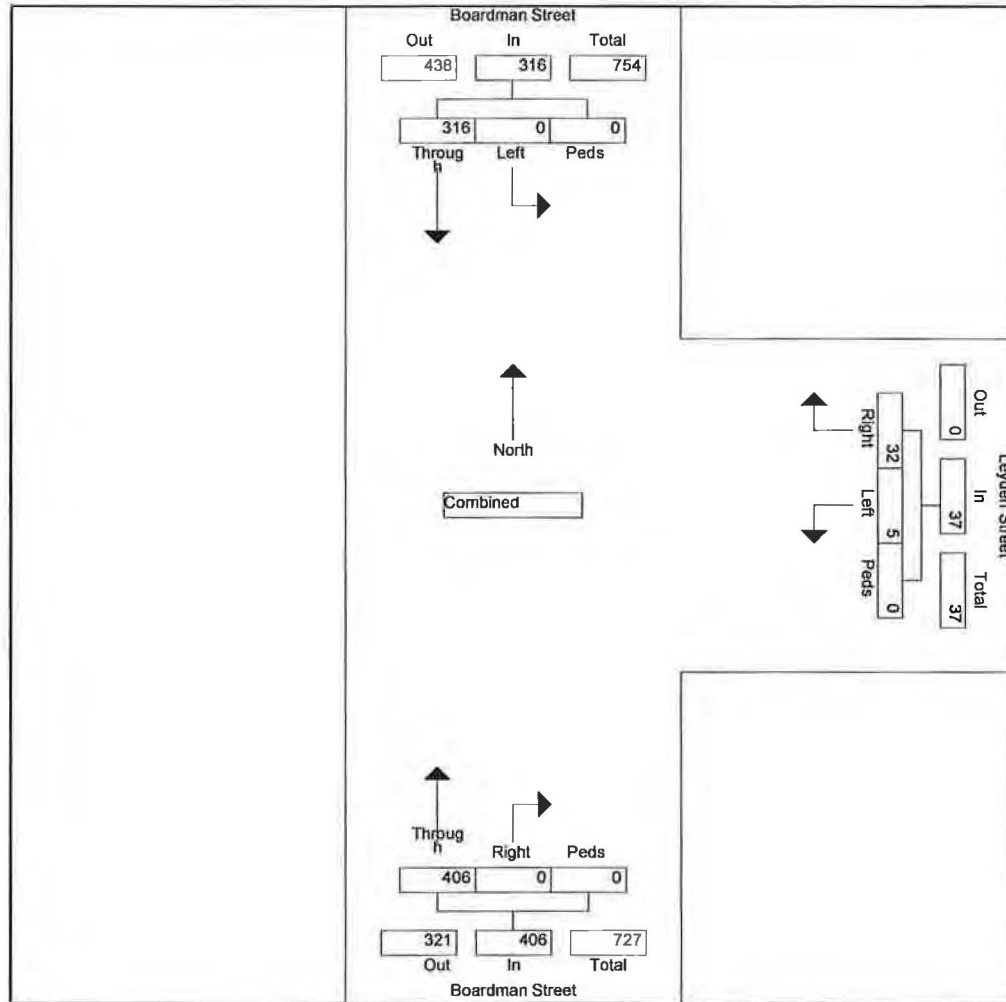 Boardman Street
Out In Total
438 316 754
316 0 0
Throug
h
Left Peds
North
Combined
Leyden Street
Out In Total
0 37 37
32 5 0
Right Left Peds
Throug
h
Right Peds
406 0 0
321 406 727
Out In Total
Boardman Street